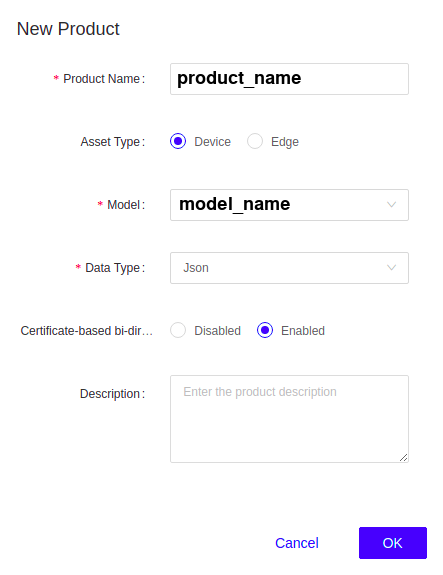 New Product
* Product Name: product_name
Asset Type: Device Edge
* Model: model_name
* Data Type: Json
Certificate-based bi-dir... Disabled Enabled
Description: Enter the product description
Cancel OK